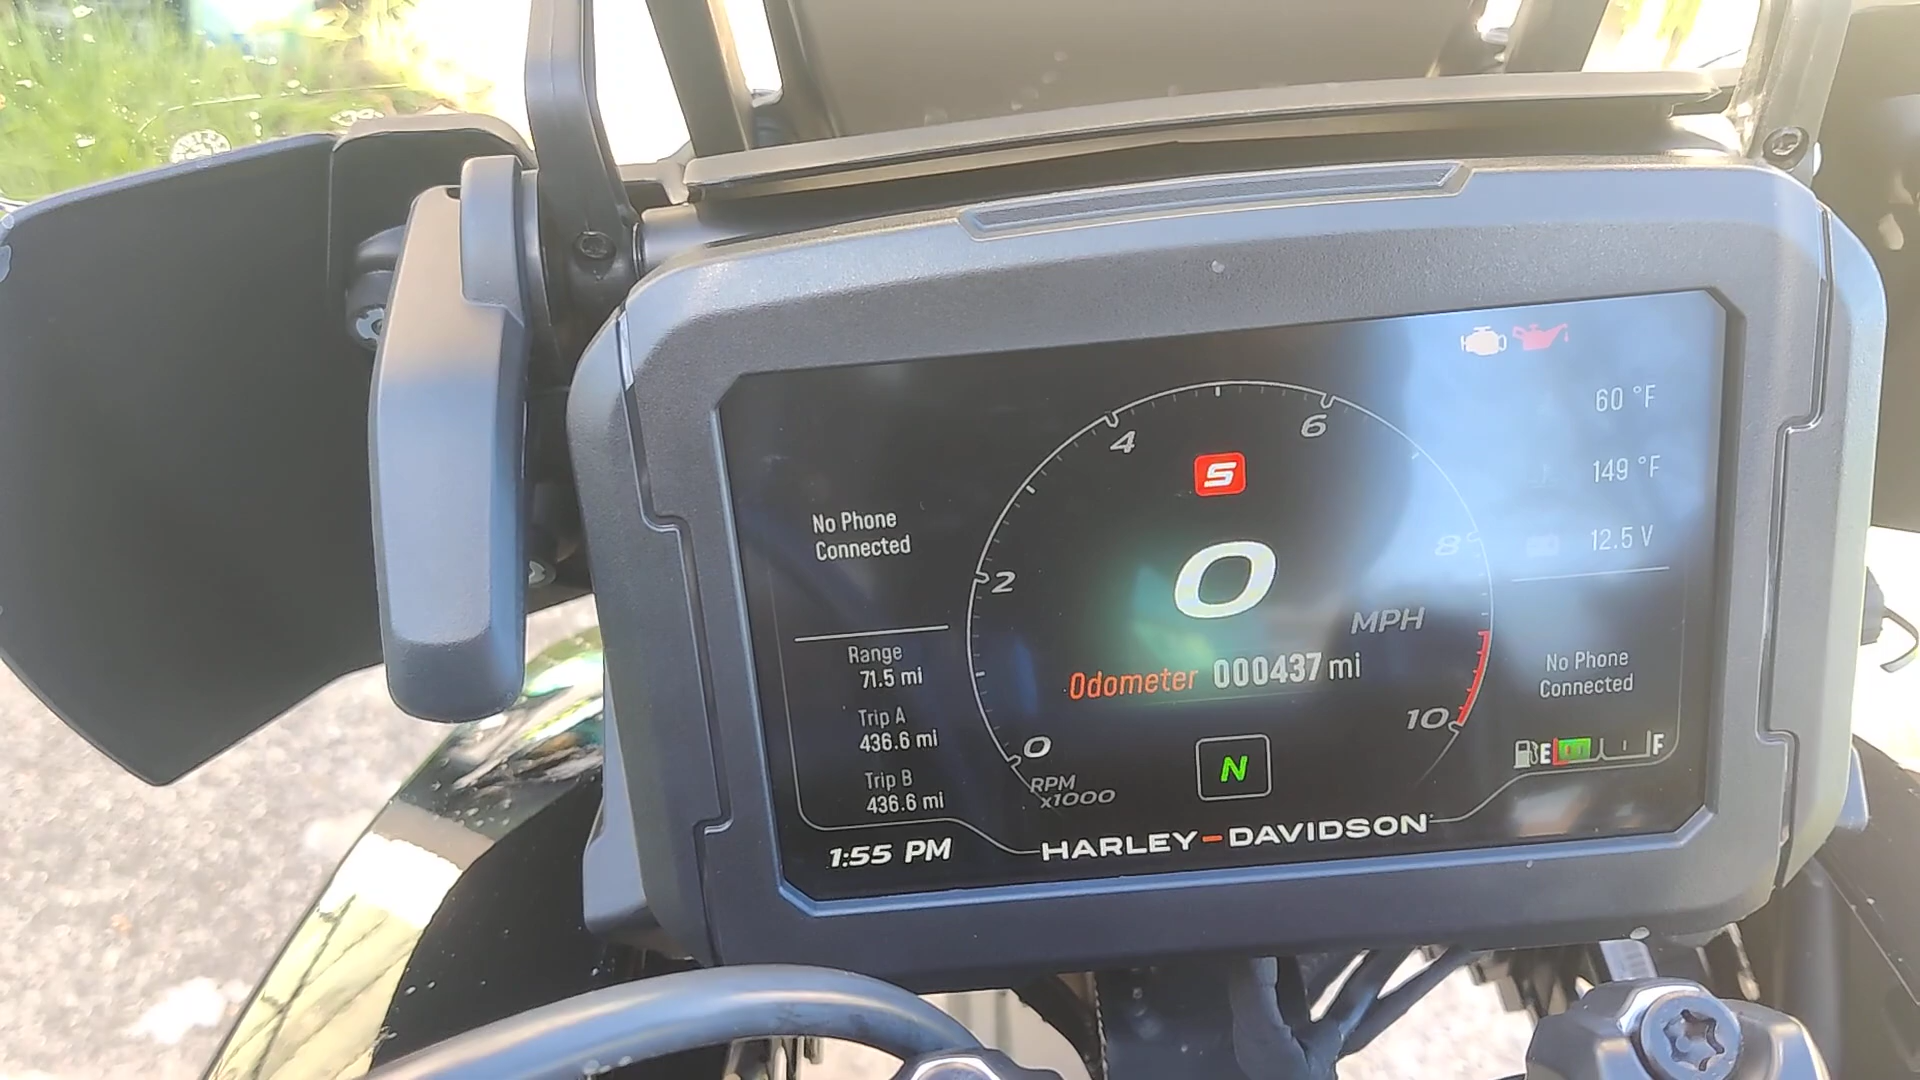 60 °F
4
6
S
149 °F
No Phone
Connected
12.5 V
8
2
0
MPH
Range
71.5 mi
Odometer 000437 mi
No Phone
Connected
Trip A
436.6 mi
10
0
E F
Trip B
436.6 mi
RPM
x1000
N
1:55 PM
HARLEY-DAVIDSON